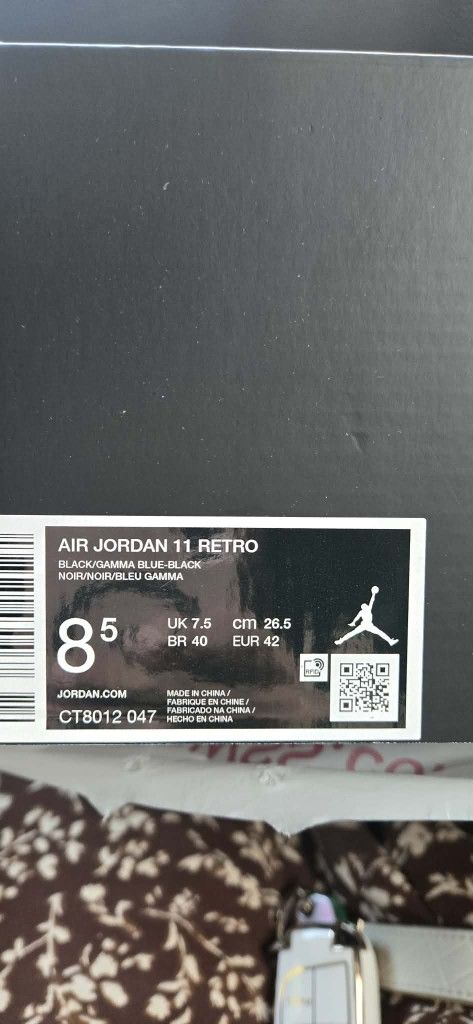 AIR JORDAN 11 RETRO
BLACK/GAMMA BLUE-BLACK
NOIR/NOIR/BLEU GAMMA
8⁵
UK 7.5 cm 26.5
BR 40 EUR 42
RFID
JORDAN.COM
CT8012 047
MADE IN CHINA /
FABRIQUE EN CHINE /
FABRICADO NA CHINA /
HECHO EN CHINA